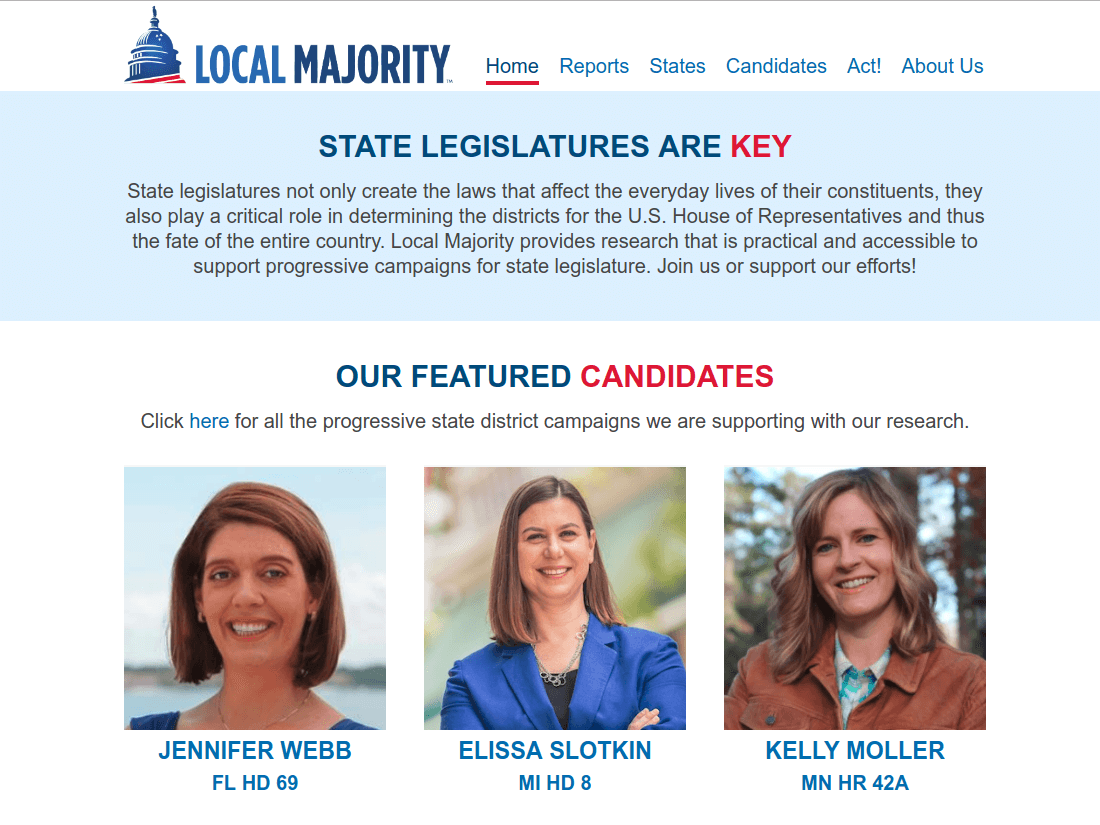 LOCAL MAJORITY™
Home Reports States Candidates Act! About Us
STATE LEGISLATURES ARE KEY
State legislatures not only create the laws that affect the everyday lives of their constituents, they
also play a critical role in determining the districts for the U.S. House of Representatives and thus
the fate of the entire country. Local Majority provides research that is practical and accessible to
support progressive campaigns for state legislature. Join us or support our efforts!
OUR FEATURED CANDIDATES
Click here for all the progressive state district campaigns we are supporting with our research.
JENNIFER WEBB
FL HD 69
ELISSA SLOTKIN
MI HD 8
KELLY MOLLER
MN HR 42A